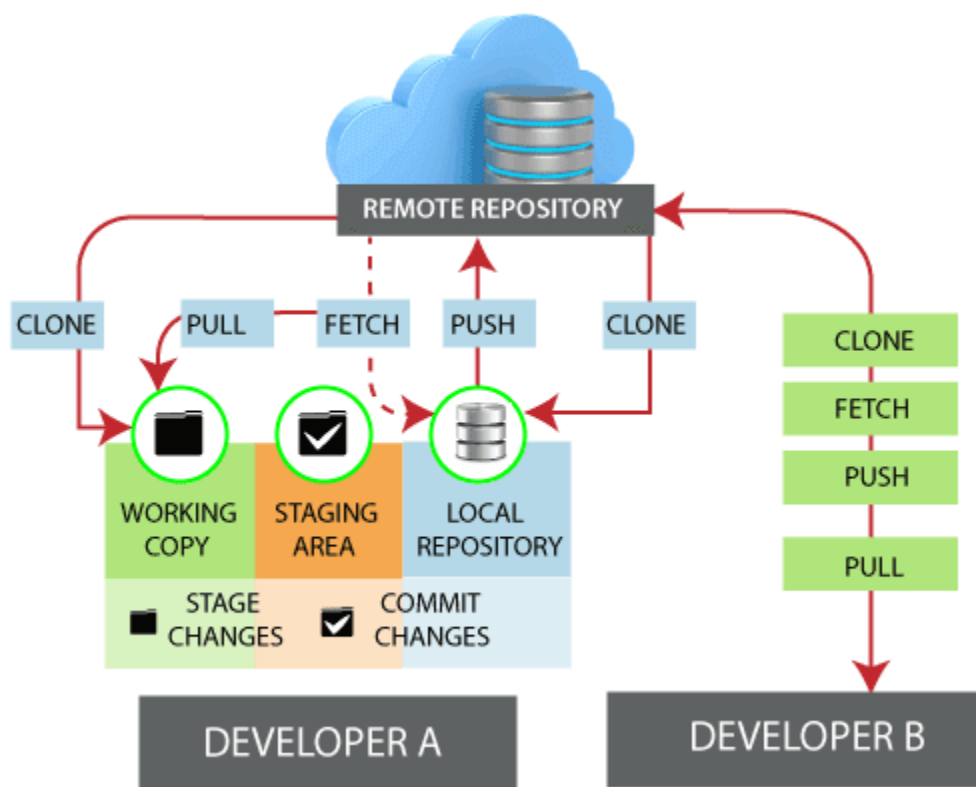 REMOTE REPOSITORY
CLONE
PULL
FETCH
PUSH
CLONE
CLONE
FETCH
PUSH
PULL
WORKING
COPY
STAGING
AREA
LOCAL
REPOSITORY
STAGE
CHANGES
COMMIT
CHANGES
DEVELOPER A
DEVELOPER B